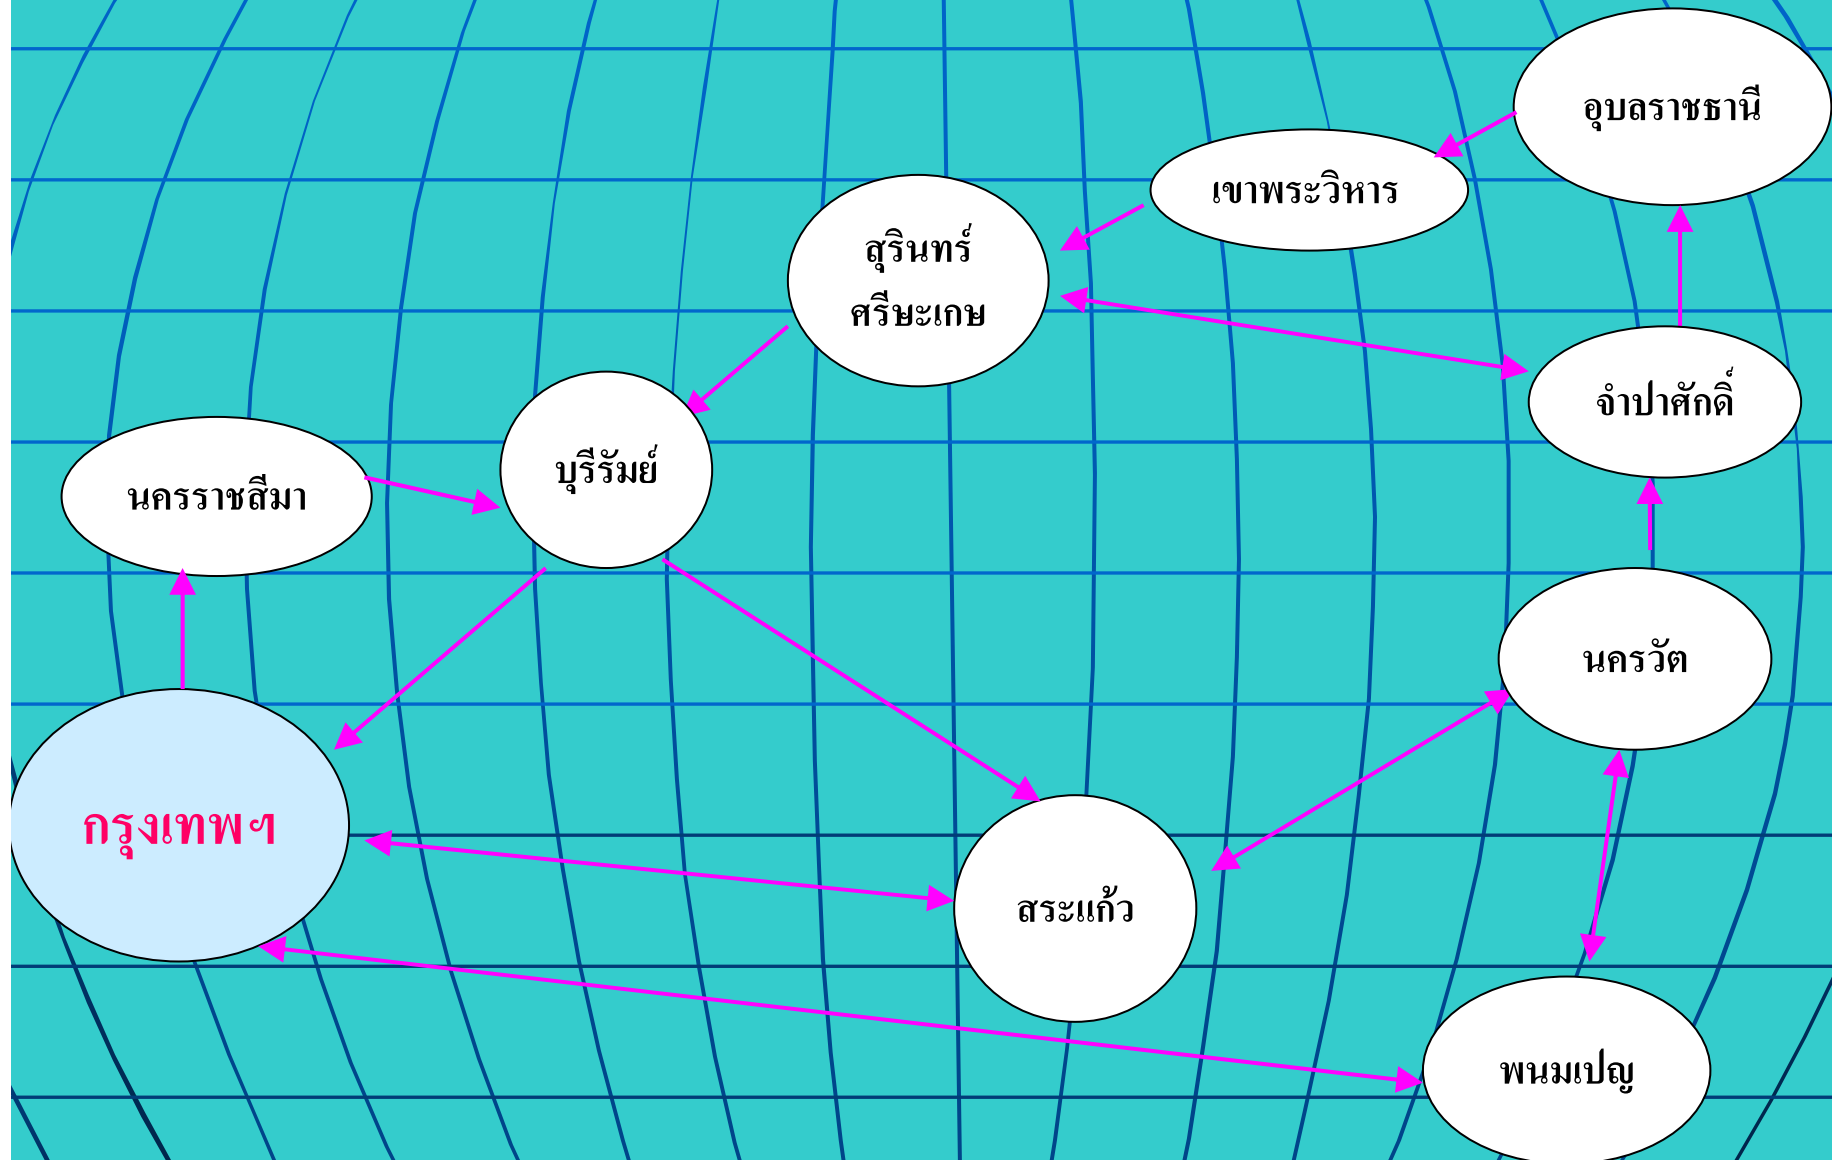 อุบลราชธานี
เขาพระวิหาร
สุรินทร์
ศรีษะเกษ
จำปาศักดิ์
บุรีรัมย์
นครราชสีมา
นครวัต
กรุงเทพฯ
สระแก้ว
พนมเปญ